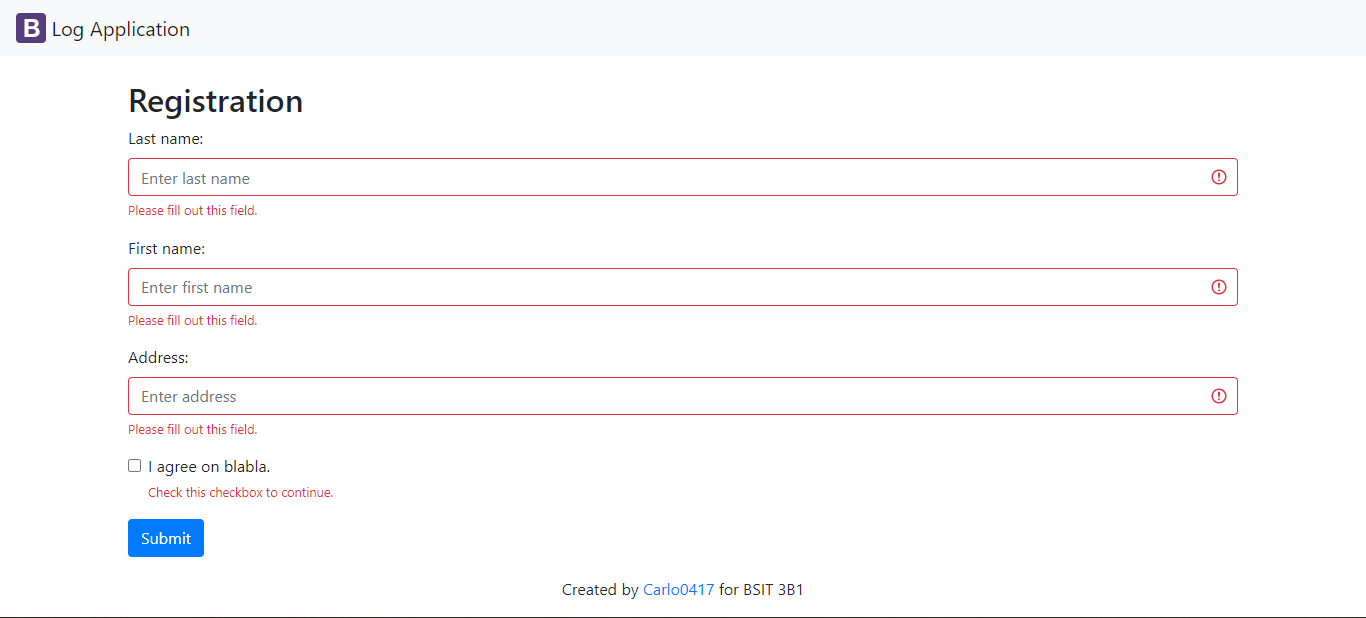 B Log Application
Registration
Last name:
Enter last name
Please fill out this field.
First name:
Enter first name
Please fill out this field.
Address:
Enter address
Please fill out this field.
I agree on blabla.
Check this checkbox to continue.
Submit
Created by Carlo0417 for BSIT 3B1